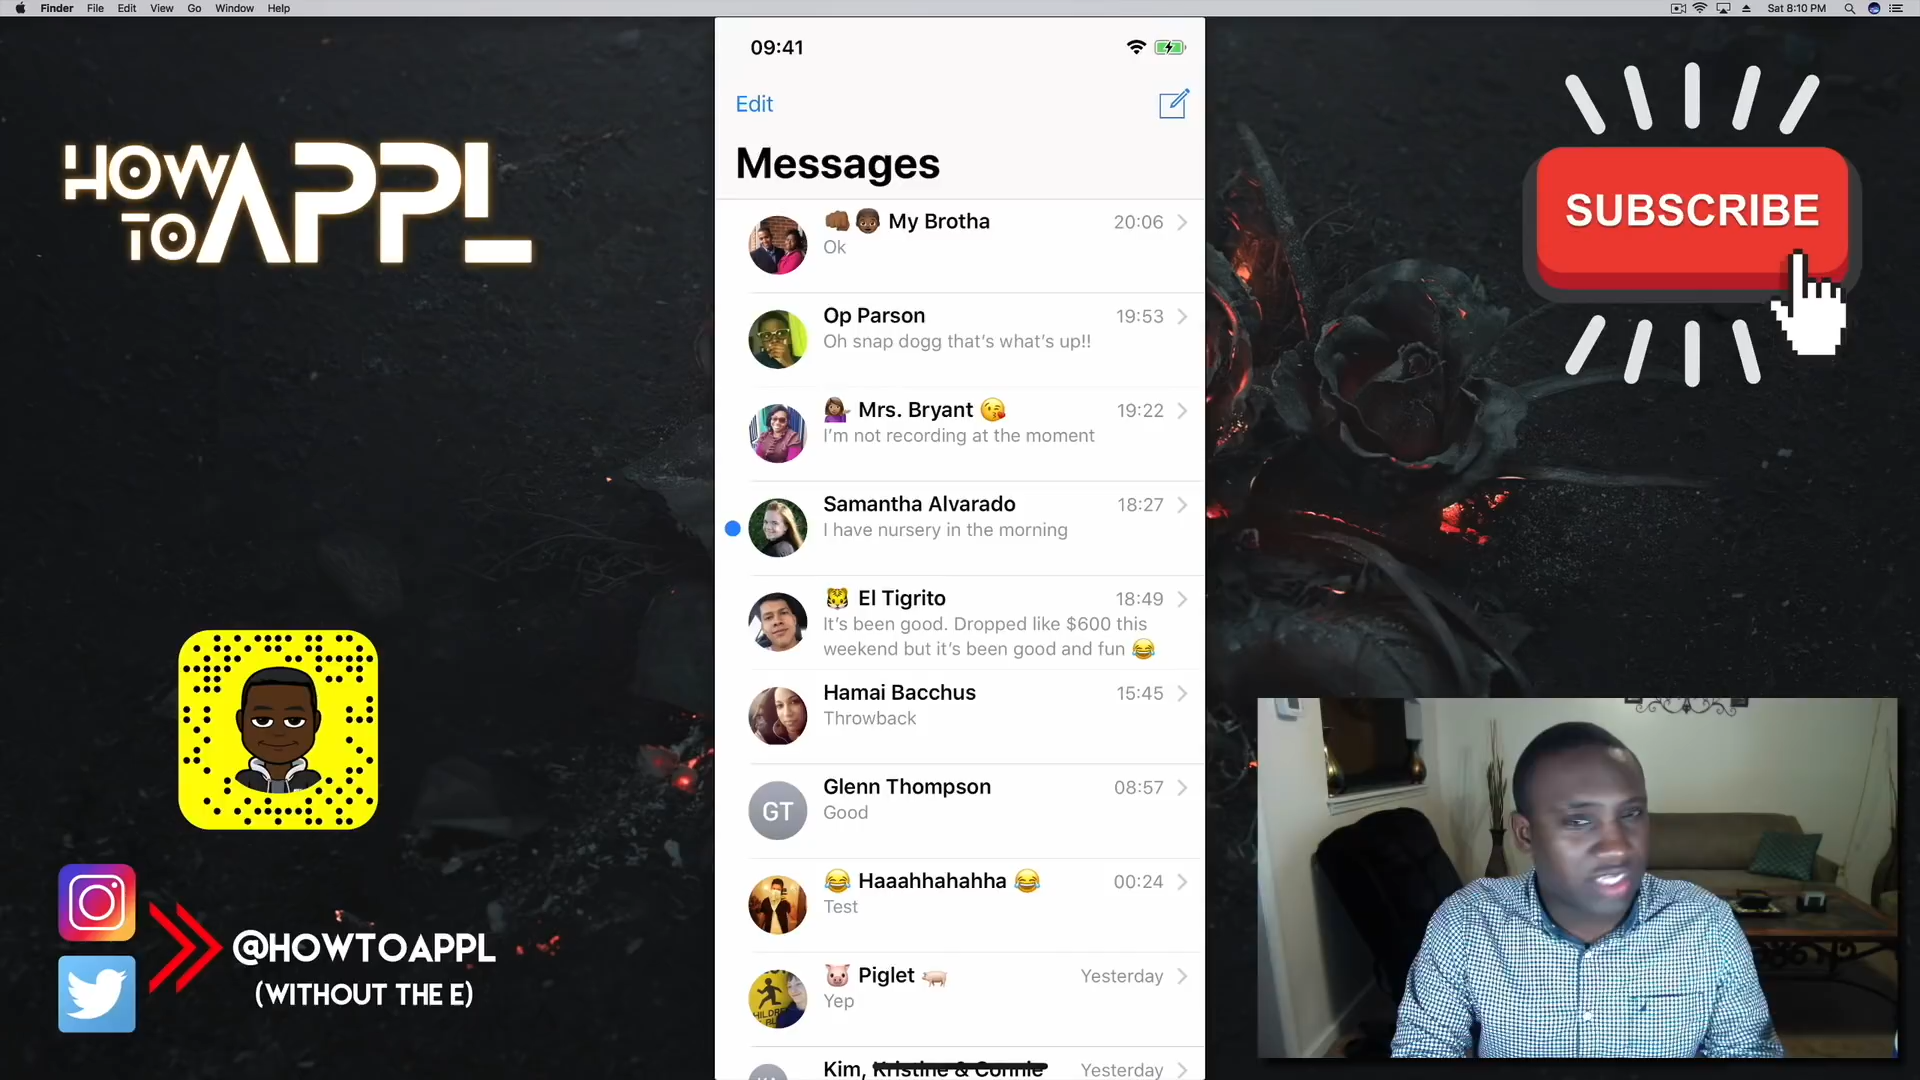 Finder File Edit View Go Window Help
Sat 8:10 PM
09:41
Edit
Messages
My Brotha 20:06
Ok
Op Parson 19:53
Oh snap dogg that’s what’s up!!
Mrs. Bryant 19:22
I’m not recording at the moment
Samantha Alvarado 18:27
I have nursery in the morning
El Tigrito 18:49
It’s been good. Dropped like $600 this
weekend but it’s been good and fun
Hamai Bacchus 15:45
Throwback
GT
Glenn Thompson 08:57
Good
Haaahhahahha 00:24
Test
Piglet Yesterday
Yep
Kim, Kristine & Connie Yesterday
HOW
TO
APPL_
SUBSCRIBE
@HOWTOAPPL
(WITHOUT THE E)